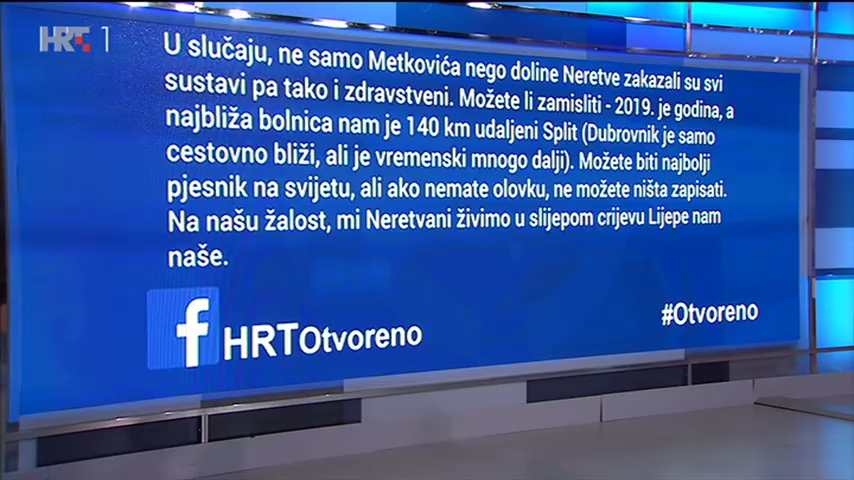 HRT 1
U slučaju, ne samo Metkovića nego doline Neretve zakazali su svi
sustavi pa tako i zdravstveni. Možete li zamisliti - 2019. je godina, a
najbliža bolnica nam je 140 km udaljeni Split (Dubrovnik je samo
cestovno bliži, ali je vremenski mnogo dalji). Možete biti najbolji
pjesnik na svijetu, ali ako nemate olovku, ne možete ništa zapisati.
Na našu žalost, mi Neretvani živimo u slijepom crijevu Lijepe nam
naše.
f HRTOtvoreno
#Otvoreno